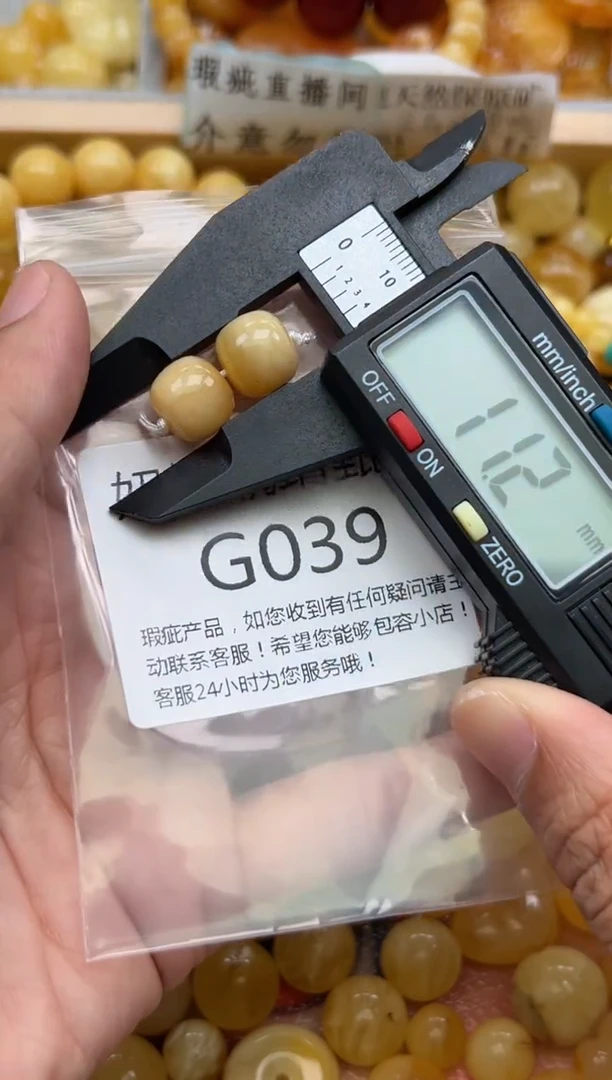 瑕疵直播间
介意勿
0
10
1 2 3 4
mm/inch
OFF
ON
11.2
mm
ZERO
G039
瑕疵产品，如您收到有任何疑问请主
动联系客服！希望您能够包容小店！
客服24小时为您服务哦！